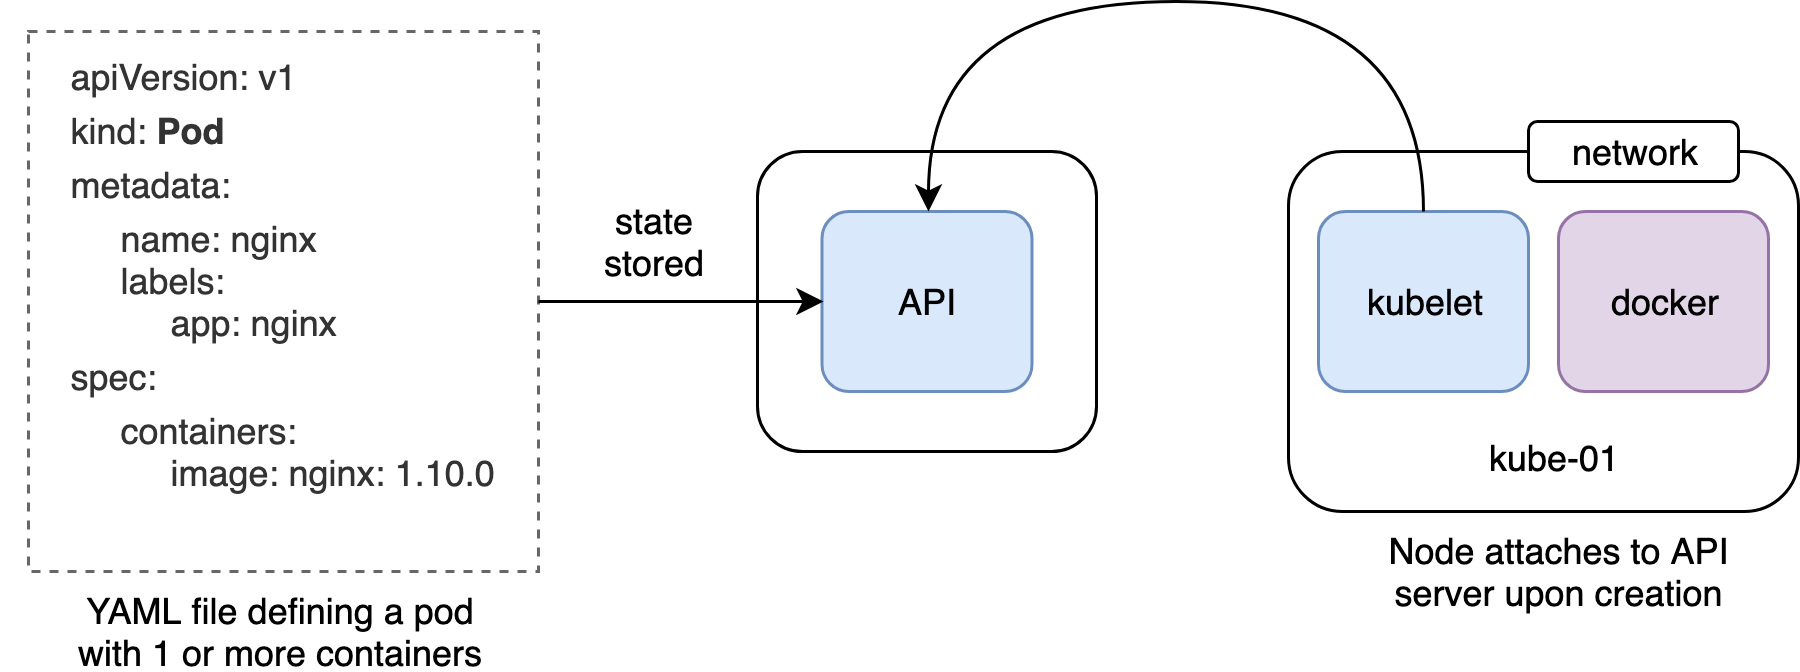 apiVersion: v1
kind: Pod
metadata:
name: nginx
labels:
app: nginx
spec:
containers:
image: nginx: 1.10.0
YAML file defining a pod
with 1 or more containers
state
stored
API
network
kubelet
docker
kube-01
Node attaches to API
server upon creation